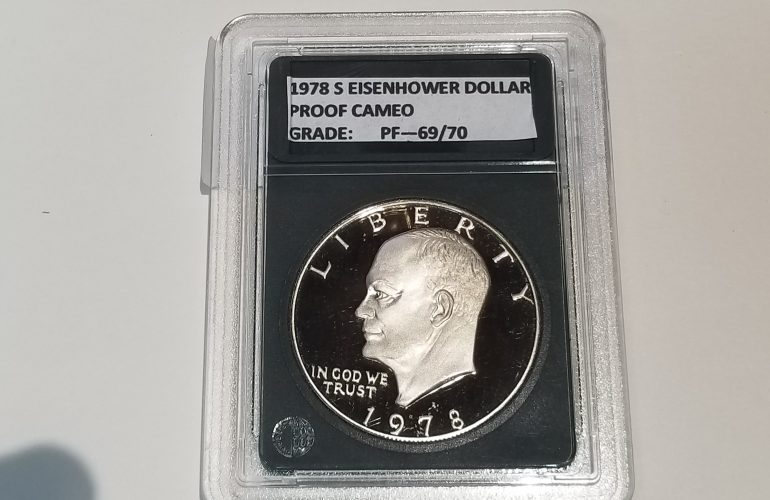 1978 S EISENHOWER DOLLAR
PROOF CAMEO
GRADE: PF—69/70
LIBERTY
IN GOD WE
TRUST
1978